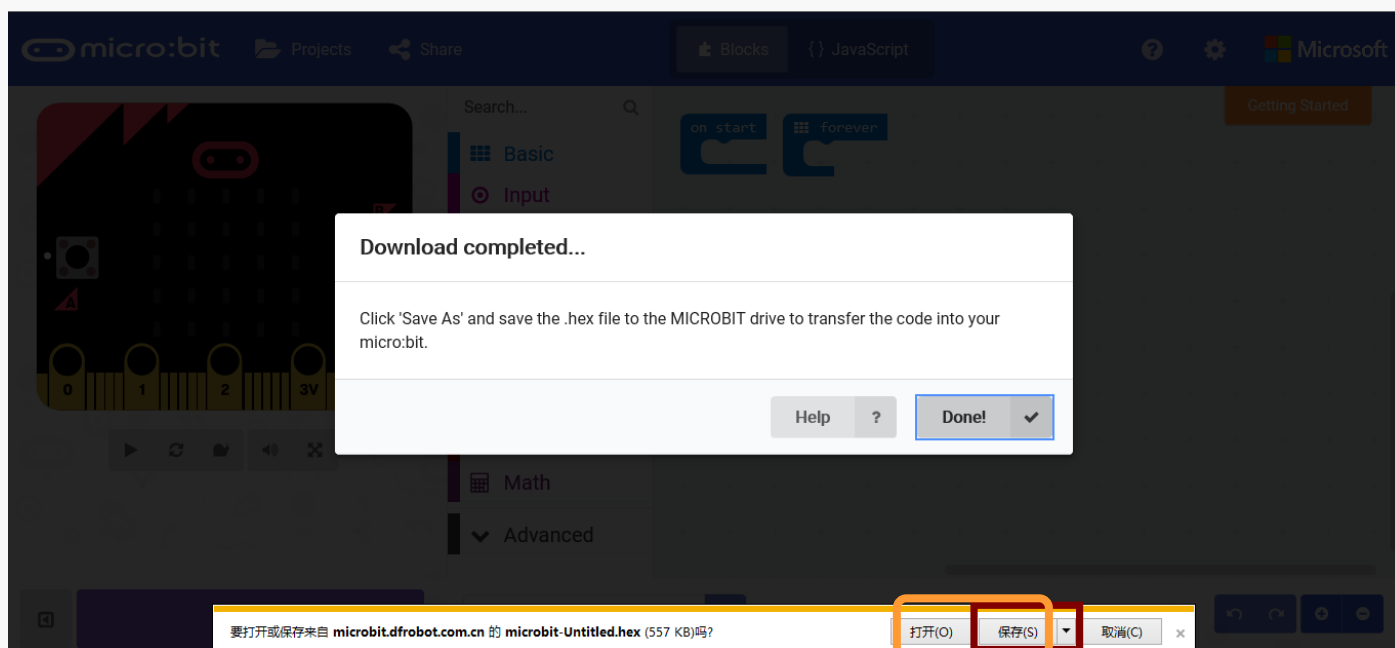 micro:bit Projects Share Blocks {} JavaScript ? Microsoft
Search...
Getting Started
on start
forever
Basic
Input
B
A
0 1 2 3V
Download completed...
Click 'Save As' and save the .hex file to the MICROBIT drive to transfer the code into your
micro:bit.
Help ?
Done!
Math
Advanced
要打开或保存来自 microbit.dfrobot.com.cn 的 microbit-Untitled.hex (557 KB)吗?
打开(O) 保存(S) 取消(C) ×